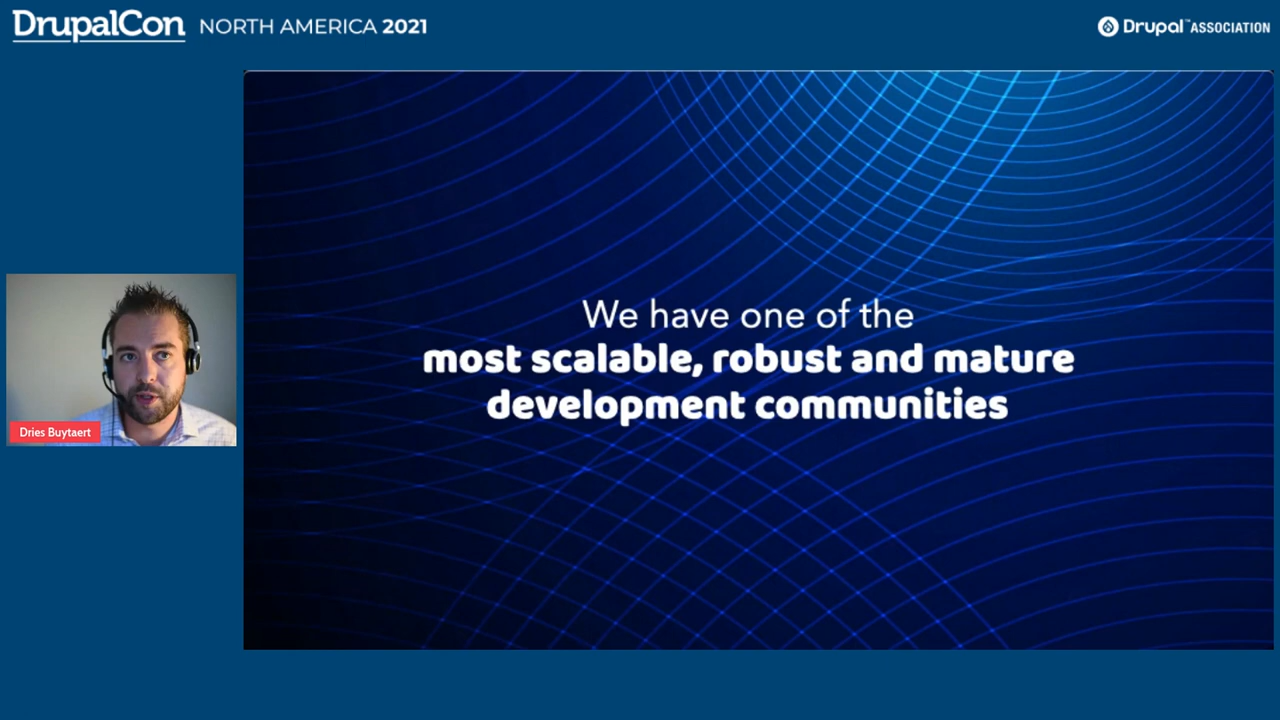 DrupalCon NORTH AMERICA 2021
Drupal™ ASSOCIATION
We have one of the
most scalable, robust and mature
development communities
Dries Buytaert